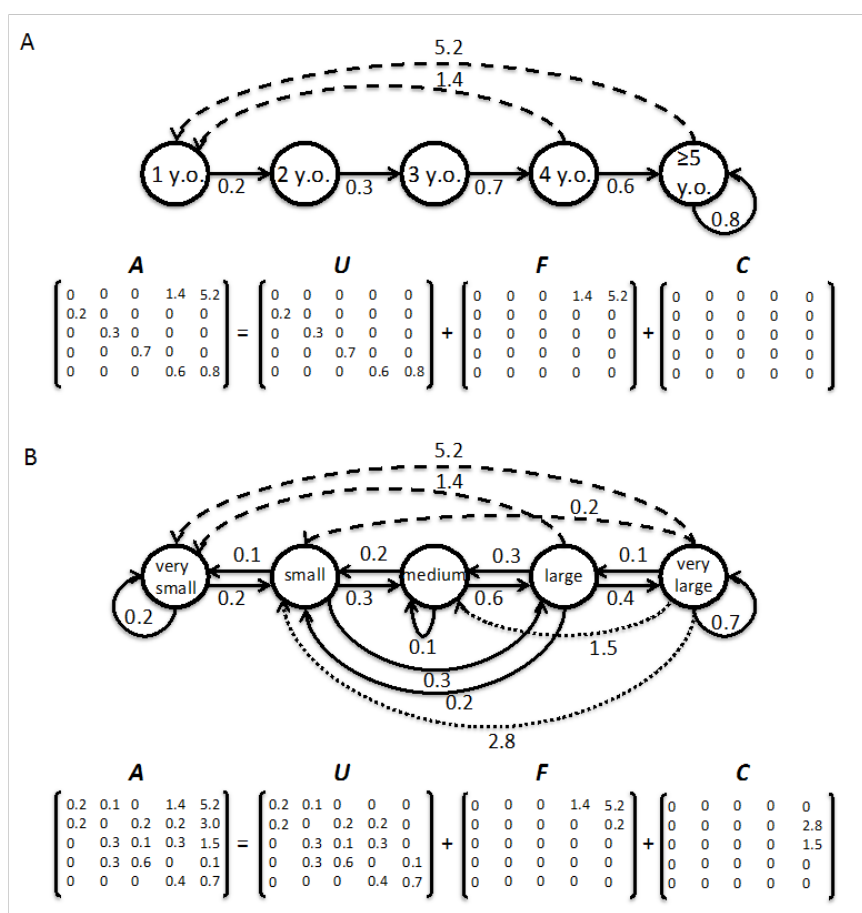 A
5.2
1.4
1 y.o. 2 y.o. 3 y.o. 4 y.o. ≥5
y.o.
0.2 0.3 0.7 0.6
0.8
A U F C
0 0 0 1.4 5.2 0 0 0 0 0 0 0 0 1.4 5.2 0 0 0 0 0
0.2 0 0 0 0 0.2 0 0 0 0 0 0 0 0 0 0 0 0 0 0
0 0.3 0 0 0 = 0 0.3 0 0 0 + 0 0 0 0 0 + 0 0 0 0 0
0 0 0.7 0 0 0 0 0.7 0 0 0 0 0 0 0 0 0 0 0 0
0 0 0 0.6 0.8 0 0 0 0.6 0.8 0 0 0 0 0 0 0 0 0 0
B
5.2
1.4
0.2
0.1 0.2 0.3 0.1
very
small small medium large very
large
0.2 0.3 0.6 0.4
0.2 0.1 0.7
1.5
0.3
0.2
2.8
A U F C
0.2 0.1 0 1.4 5.2 0.2 0.1 0 0 0 0 0 0 1.4 5.2 0 0 0 0 0
0.2 0 0.2 0.2 3.0 0.2 0 0.2 0.2 0 0 0 0 0 0.2 0 0 0 0 2.8
0 0.3 0.1 0.3 1.5 = 0 0.3 0.1 0.3 0 + 0 0 0 0 0 + 0 0 0 0 1.5
0 0.3 0.6 0 0.1 0 0.3 0.6 0 0.1 0 0 0 0 0 0 0 0 0 0
0 0 0 0.4 0.7 0 0 0 0.4 0.7 0 0 0 0 0 0 0 0 0 0